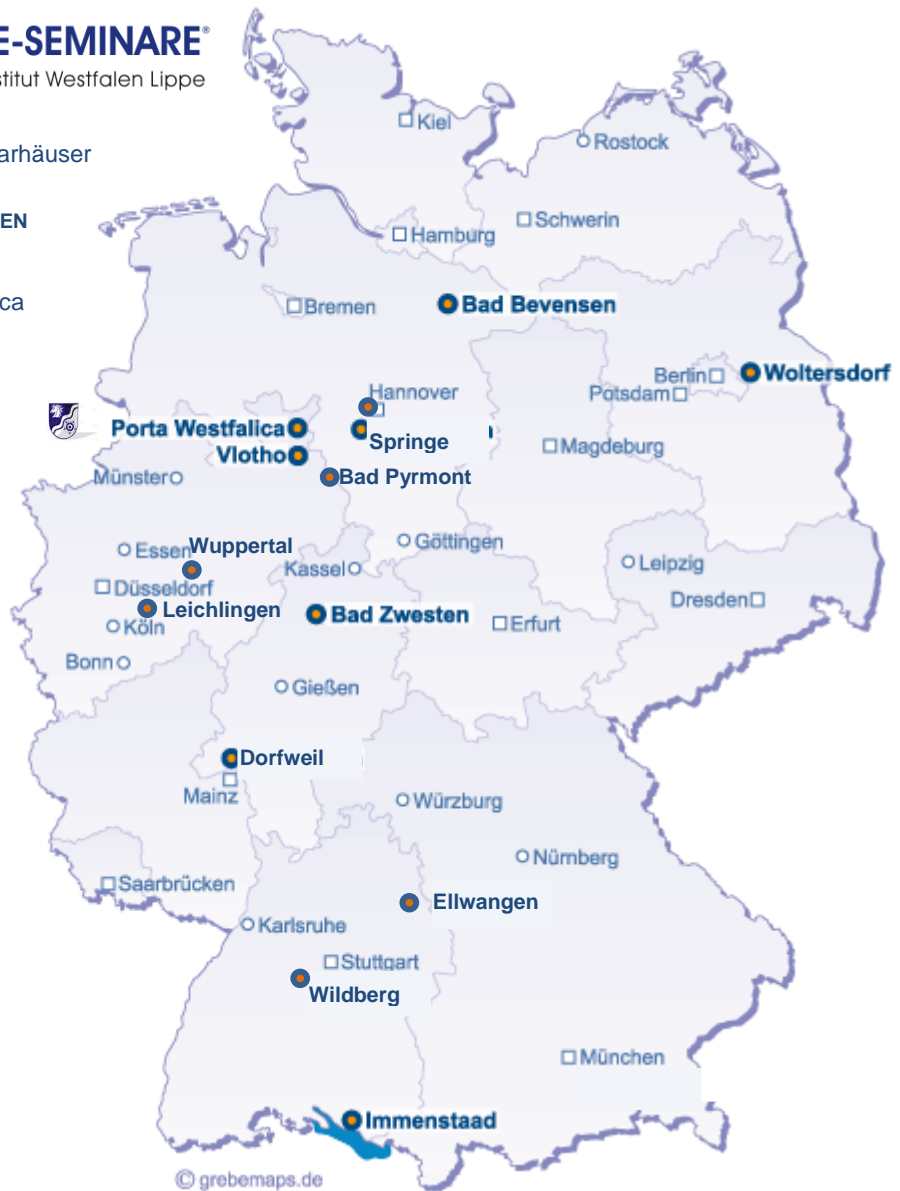 E-SEMINARE®
stitut Westfalen Lippe
arhäuser
EN
ca
Kiel
Rostock
Schwerin
Hamburg
Bremen
Bad Bevensen
Berlin
Woltersdorf
Potsdam
Hannover
Porta Westfalica
Springe
Magdeburg
Vlotho
Münster
Bad Pyrmont
Göttingen
Essen
Wuppertal
Kassel
Leipzig
Düsseldorf
Dresden
Leichlingen
Bad Zwesten
Köln
Erfurt
Bonn
Gießen
Dorfweil
Mainz
Würzburg
Nürnberg
Saarbrücken
Ellwangen
Karlsruhe
Stuttgart
Wildberg
München
Immenstaad
© grebemaps.de